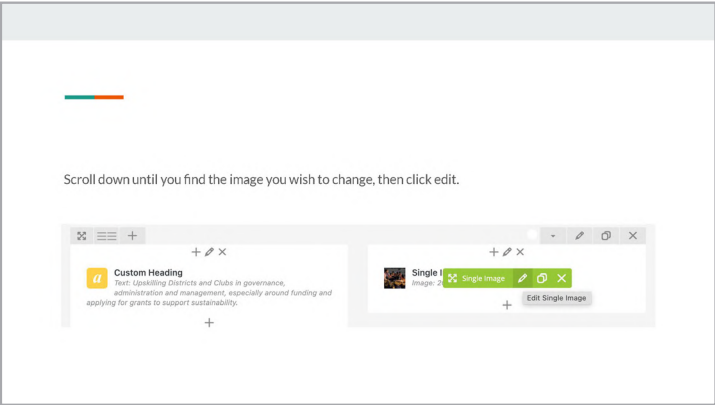 Scroll down until you find the image you wish to change, then click edit.
Custom Heading
Text: Upskilling Districts and Clubs in governance,
administration and management, especially around funding and
applying for grants to support sustainability.
Single I
Image: 2
Single Image
Edit Single Image